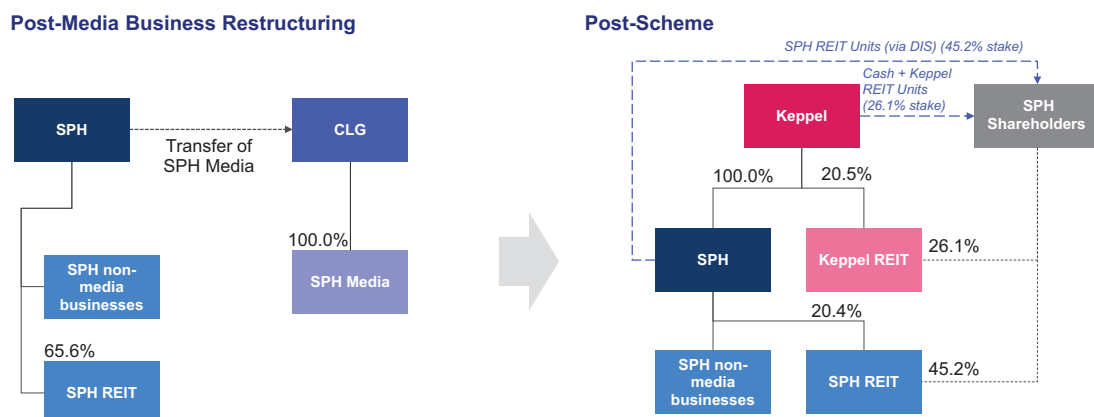 Post-Media Business Restructuring
SPH
CLG
Transfer of
SPH Media
100.0%
SPH non-
media
businesses
SPH Media
65.6%
SPH REIT
Post-Scheme
SPH REIT Units (via DIS) (45.2% stake)
Cash + Keppel
REIT Units
(26.1% stake)
Keppel
SPH
Shareholders
100.0%
20.5%
SPH
Keppel REIT
26.1%
20.4%
SPH non-
media
businesses
SPH REIT
45.2%